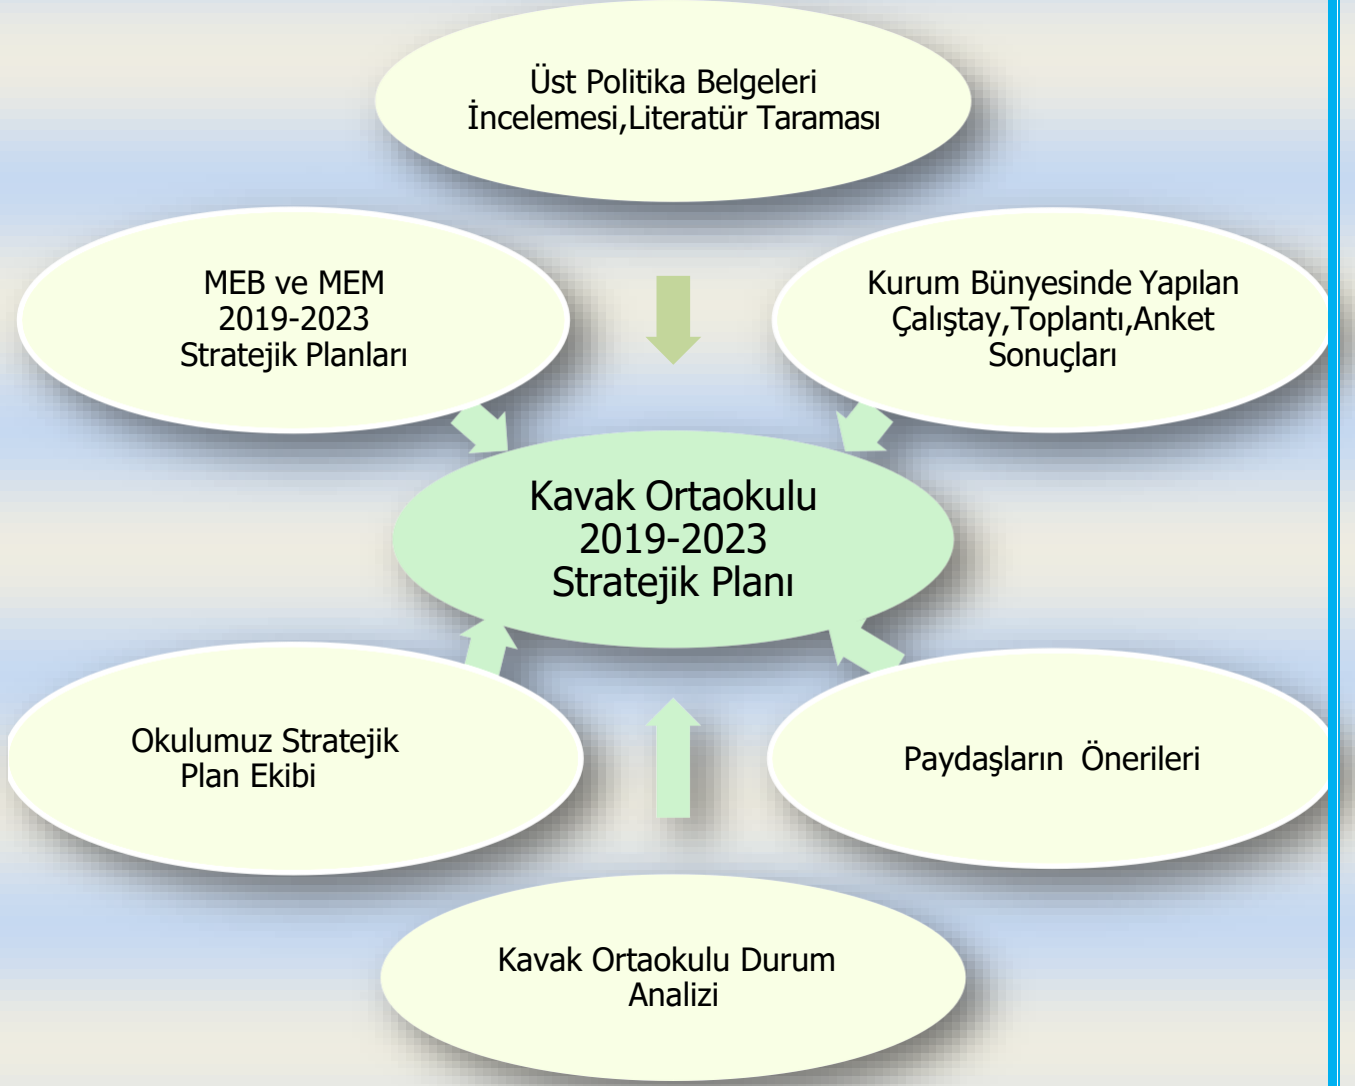 Üst Politika Belgeleri
İncelemesi,Literatür Taraması
MEB ve MEM
2019-2023
Stratejik Planları
Kurum Bünyesinde Yapılan
Çalıştay,Toplantı,Anket
Sonuçları
Kavak Ortaokulu
2019-2023
Stratejik Planı
Okulumuz Stratejik
Plan Ekibi
Paydaşların  Önerileri
Kavak Ortaokulu Durum
Analizi